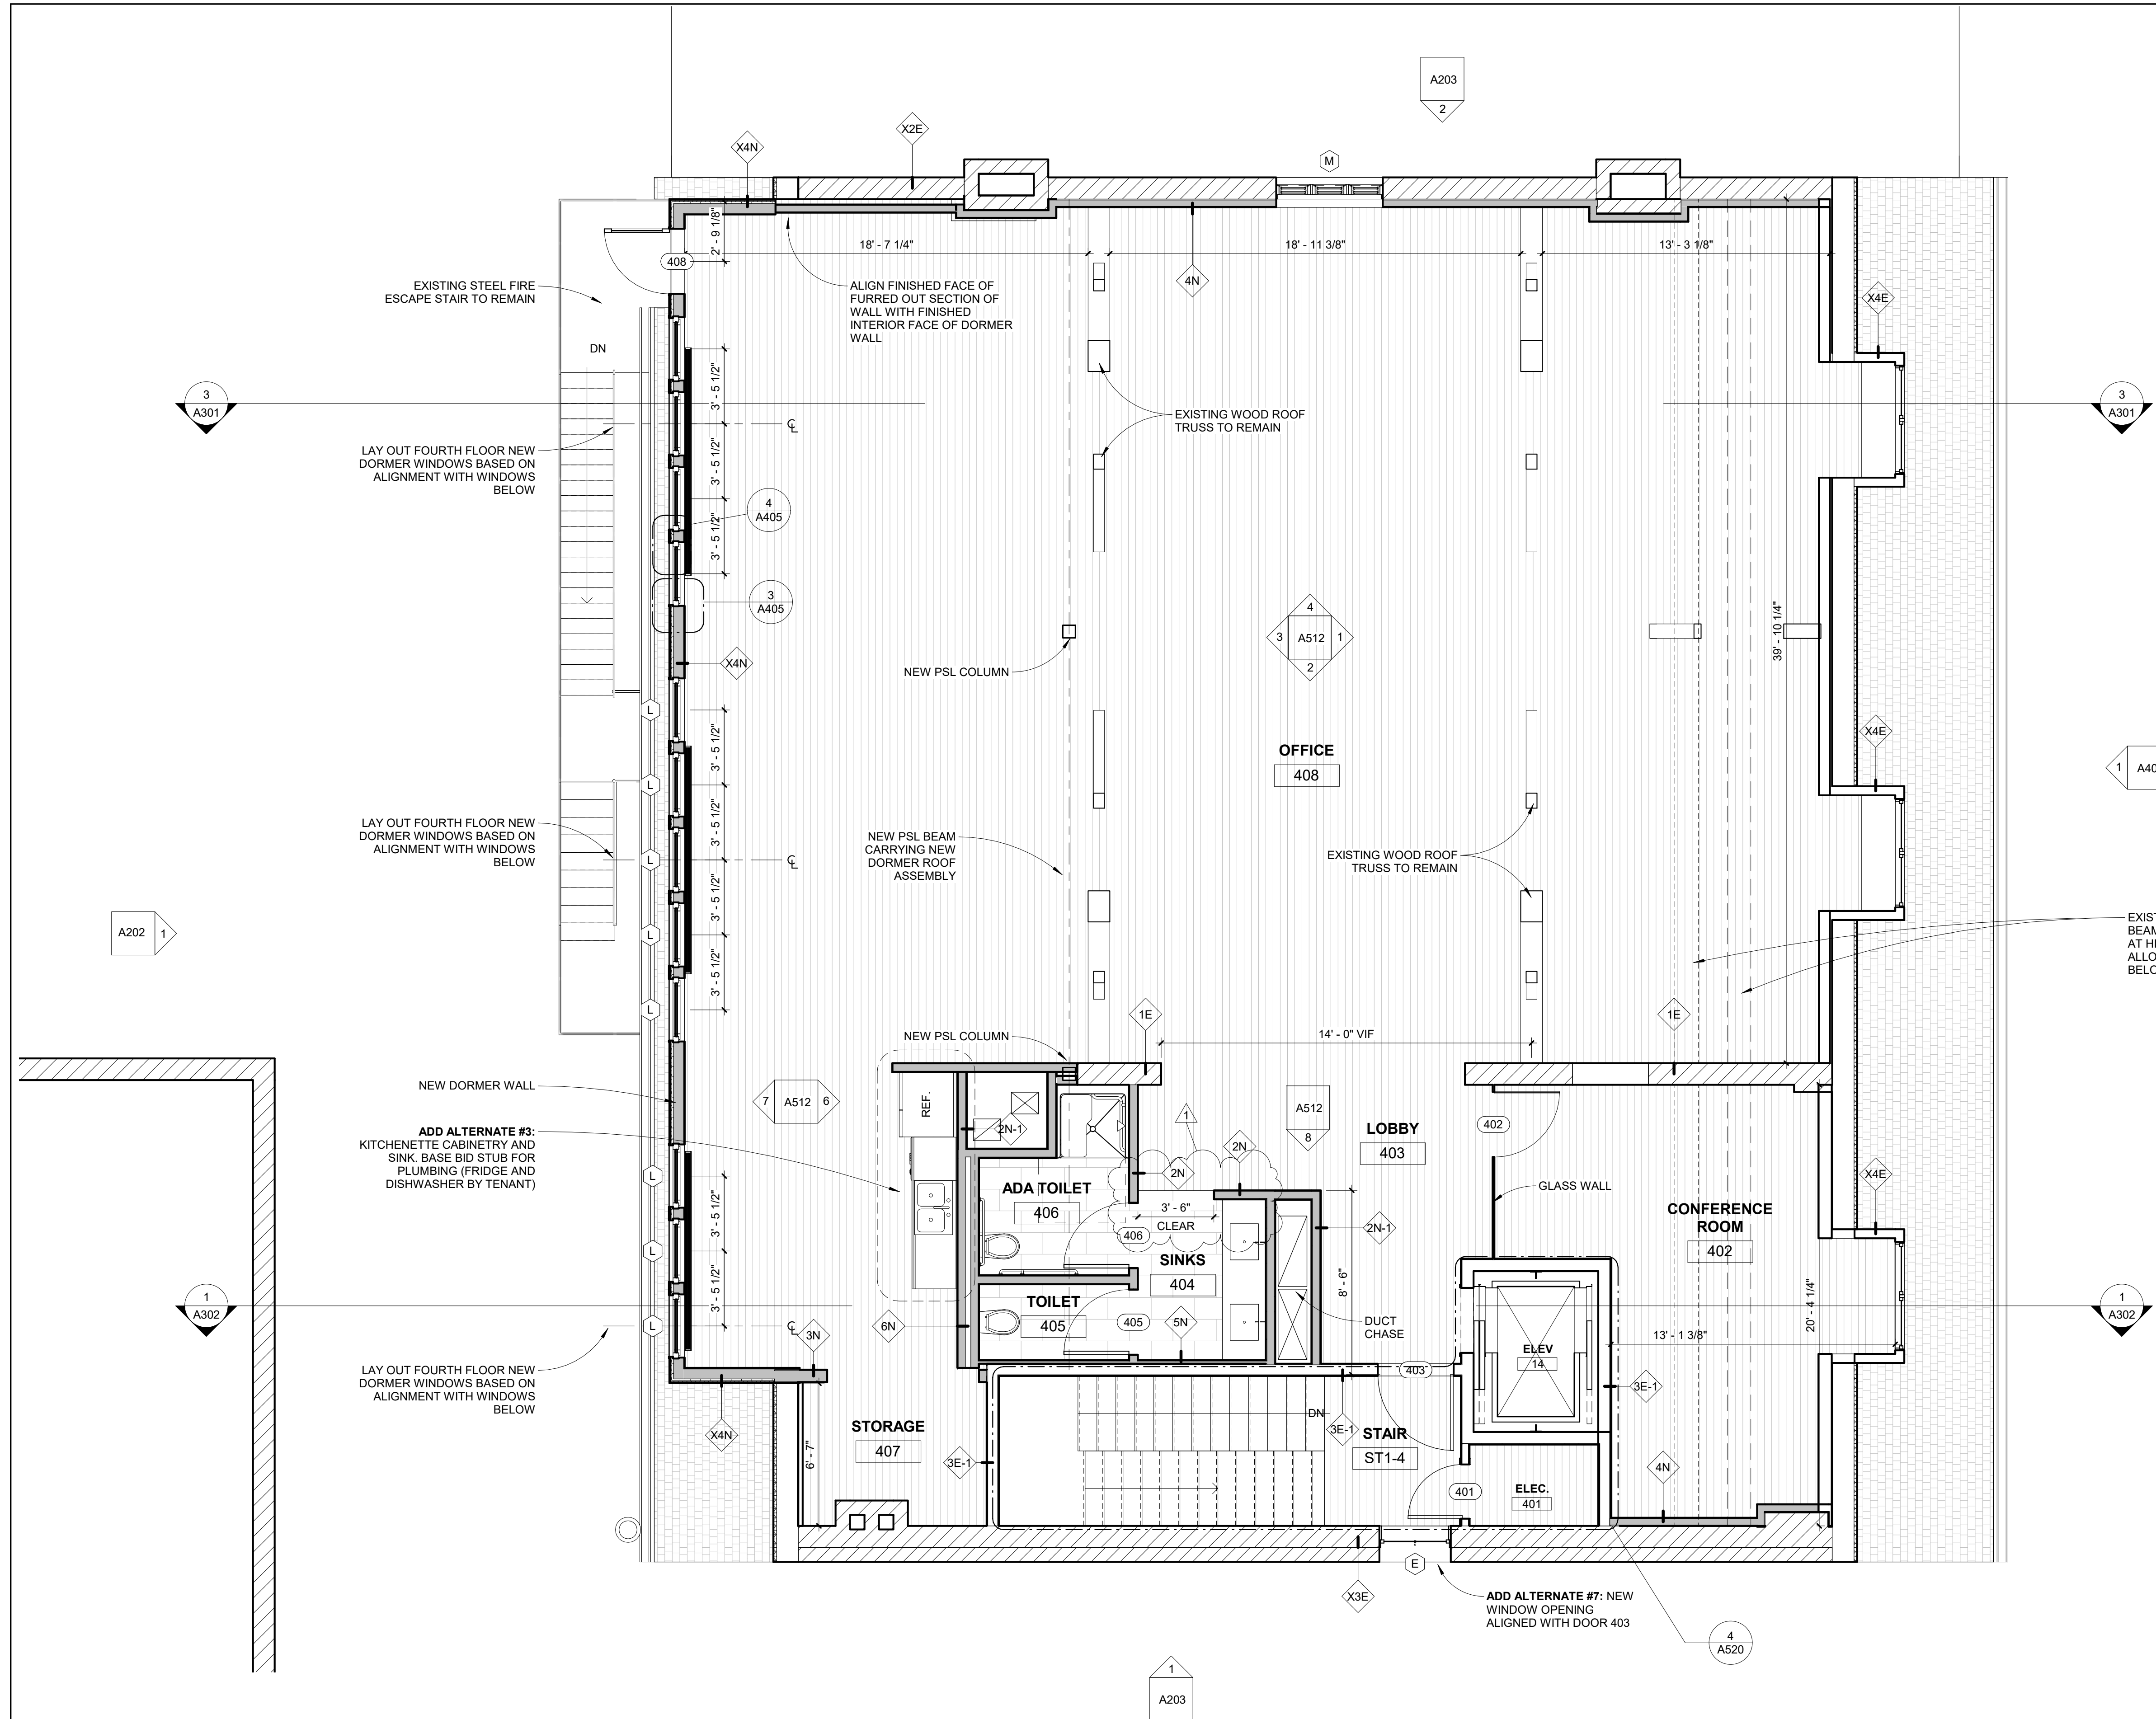 A203
2
X2E
X4N
M
2' - 9 1/8"
18' - 7 1/4"
18' - 11 3/8"
13' - 3 1/8"
408
4N
EXISTING STEEL FIRE
ESCAPE STAIR TO REMAIN
ALIGN FINISHED FACE OF
FURRED OUT SECTION OF
WALL WITH FINISHED
INTERIOR FACE OF DORMER
WALL
X4E
DN
3' - 5 1/2"
3
A301
3
A301
EXISTING WOOD ROOF
TRUSS TO REMAIN
CL
LAY OUT FOURTH FLOOR NEW
DORMER WINDOWS BASED ON
ALIGNMENT WITH WINDOWS
BELOW
3' - 5 1/2"
4
A405
3' - 5 1/2"
3
A405
4
3
A512
1
2
39' - 10 1/4"
X4N
NEW PSL COLUMN
L
3' - 5 1/2"
X4E
OFFICE
408
1
L
3' - 5 1/2"
LAY OUT FOURTH FLOOR NEW
DORMER WINDOWS BASED ON
ALIGNMENT WITH WINDOWS
BELOW
L
CL
NEW PSL BEAM
CARRYING NEW
DORMER ROOF
ASSEMBLY
EXISTING WOOD ROOF
TRUSS TO REMAIN
3' - 5 1/2"
A202
1
L
3' - 5 1/2"
L
1E
1E
NEW PSL COLUMN
14' - 0" VIF
NEW DORMER WALL
7
A512
6
REF.
A512
8
1
402
ADD ALTERNATE #3:
KITCHENETTE CABINETRY AND
SINK. BASE BID STUB FOR
PLUMBING (FRIDGE AND
DISHWASHER BY TENANT)
2N-1
LOBBY
403
2N
2N
L
X4E
ADA TOILET
406
GLASS WALL
3' - 5 1/2"
3' - 6"
CLEAR
406
2N-1
CONFERENCE
ROOM
402
L
SINKS
404
8' - 6"
3' - 5 1/2"
1
A302
1
A302
TOILET
405
405
5N
DUCT
CHASE
20' - 4 1/4"
L
CL
3N
6N
13' - 1 3/8"
ELEV
14
LAY OUT FOURTH FLOOR NEW
DORMER WINDOWS BASED ON
ALIGNMENT WITH WINDOWS
BELOW
403
3E-1
DN
X4N
STORAGE
407
3E-1
STAIR
ST1-4
6' - 7"
3E-1
4N
401
ELEC.
401
E
X3E
ADD ALTERNATE #7: NEW
WINDOW OPENING
ALIGNED WITH DOOR 403
4
A520
1
A203